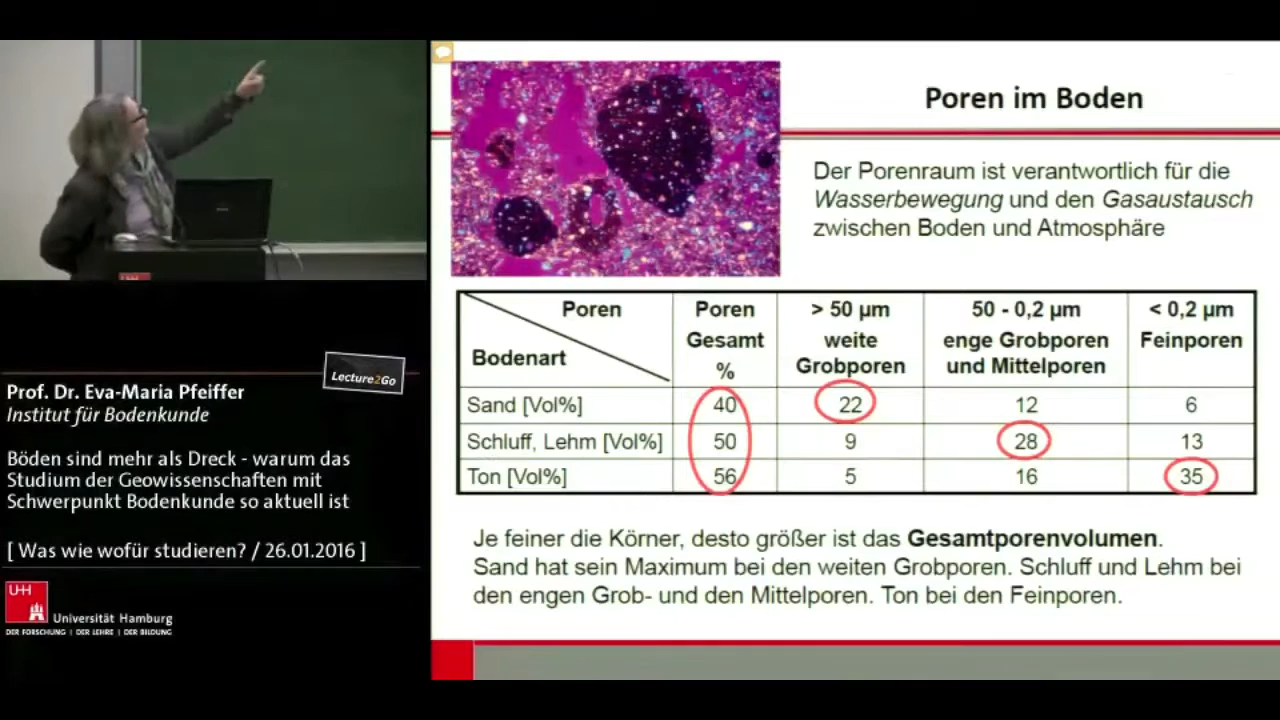 Poren im Boden
Der Porenraum ist verantwortlich für die
Wasserbewegung und den Gasaustausch
zwischen Boden und Atmosphäre
Poren
Bodenart
Poren
Gesamt
%
> 50 µm
weite
Grobporen
50 - 0,2 µm
enge Grobporen
und Mittelporen
< 0,2 µm
Feinporen
Sand [Vol%] 40 22 12 6
Schluff, Lehm [Vol%] 50 9 28 13
Ton [Vol%] 56 5 16 35
Je feiner die Körner, desto größer ist das Gesamtporenvolumen.
Sand hat sein Maximum bei den weiten Grobporen. Schluff und Lehm bei
den engen Grob- und den Mittelporen. Ton bei den Feinporen.
Lecture2Go
Prof. Dr. Eva-Maria Pfeiffer
Institut für Bodenkunde
Böden sind mehr als Dreck - warum das
Studium der Geowissenschaften mit
Schwerpunkt Bodenkunde so aktuell ist
[ Was wie wofür studieren? / 26.01.2016 ]
UH
Universität Hamburg
DER FORSCHUNG | DER LEHRE | DER BILDUNG